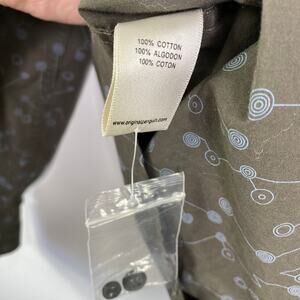 100% COTTON
100% ALGODON
100% COTON
www.originalpenguin.com